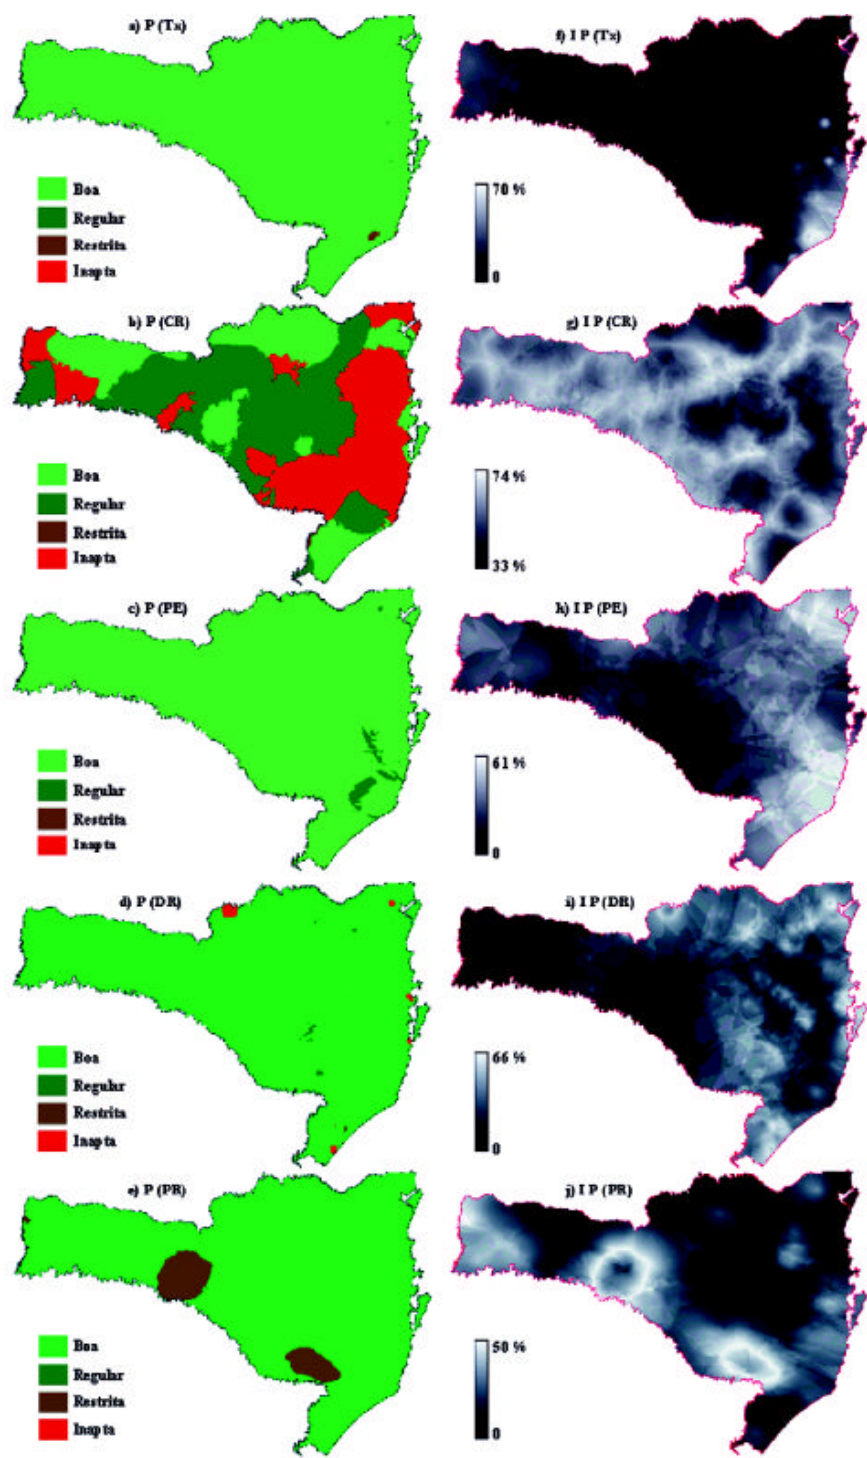 a) P (Tx)
Boa
Regular
Restrita
Inapta
f) I P (Tx)
70 %
0
b) P (CR)
Boa
Regular
Restrita
Inapta
g) I P (CR)
74 %
33 %
c) P (PE)
Boa
Regular
Restrita
Inapta
h) I P (PE)
61 %
0
d) P (DR)
Boa
Regular
Restrita
Inapta
i) I P (DR)
66 %
0
e) P (PR)
Boa
Regular
Restrita
Inapta
j) I P (PR)
50 %
0